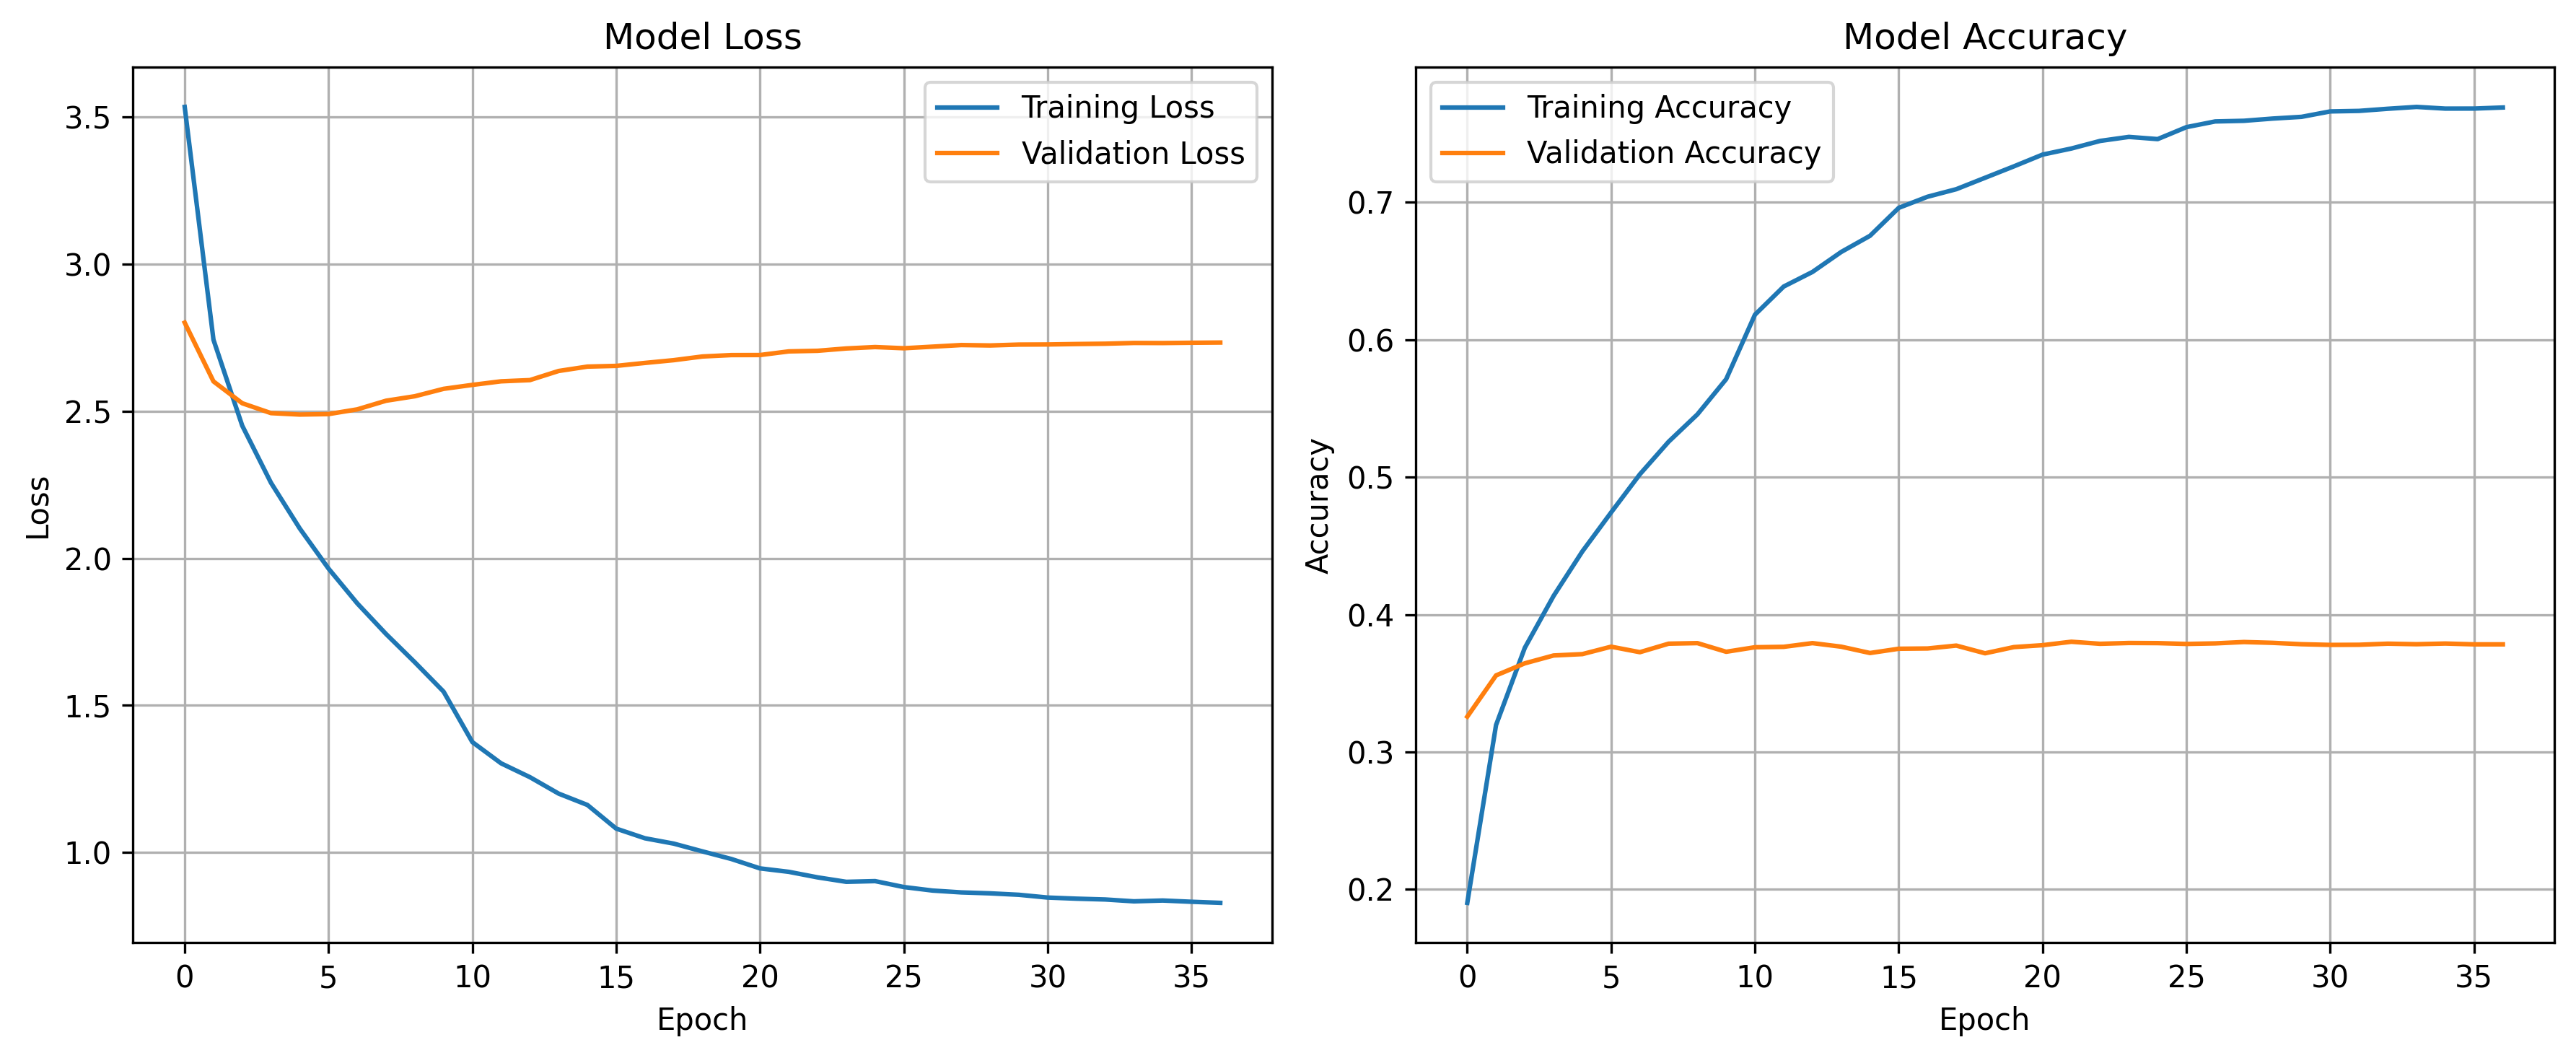 Model Loss
3.5
3.0
2.5
2.0
1.5
1.0
Loss
Training Loss
Validation Loss
0 5 10 15 20 25 30 35
Epoch
Model Accuracy
0.7
0.6
0.5
0.4
0.3
0.2
Accuracy
Training Accuracy
Validation Accuracy
0 5 10 15 20 25 30 35
Epoch